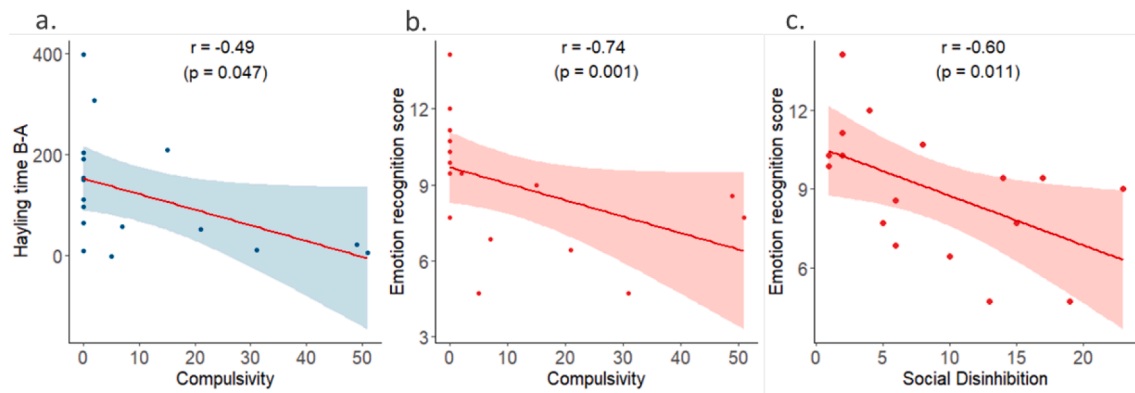 a.
r = -0.49
(p = 0.047)
400
200
0
Hayling time B-A
0 10 20 30 40 50
Compulsivity
b.
r = -0.74
(p = 0.001)
12
9
6
3
Emotion recognition score
0 10 20 30 40 50
Compulsivity
c.
r = -0.60
(p = 0.011)
12
9
6
Emotion recognition score
0 5 10 15 20
Social Disinhibition